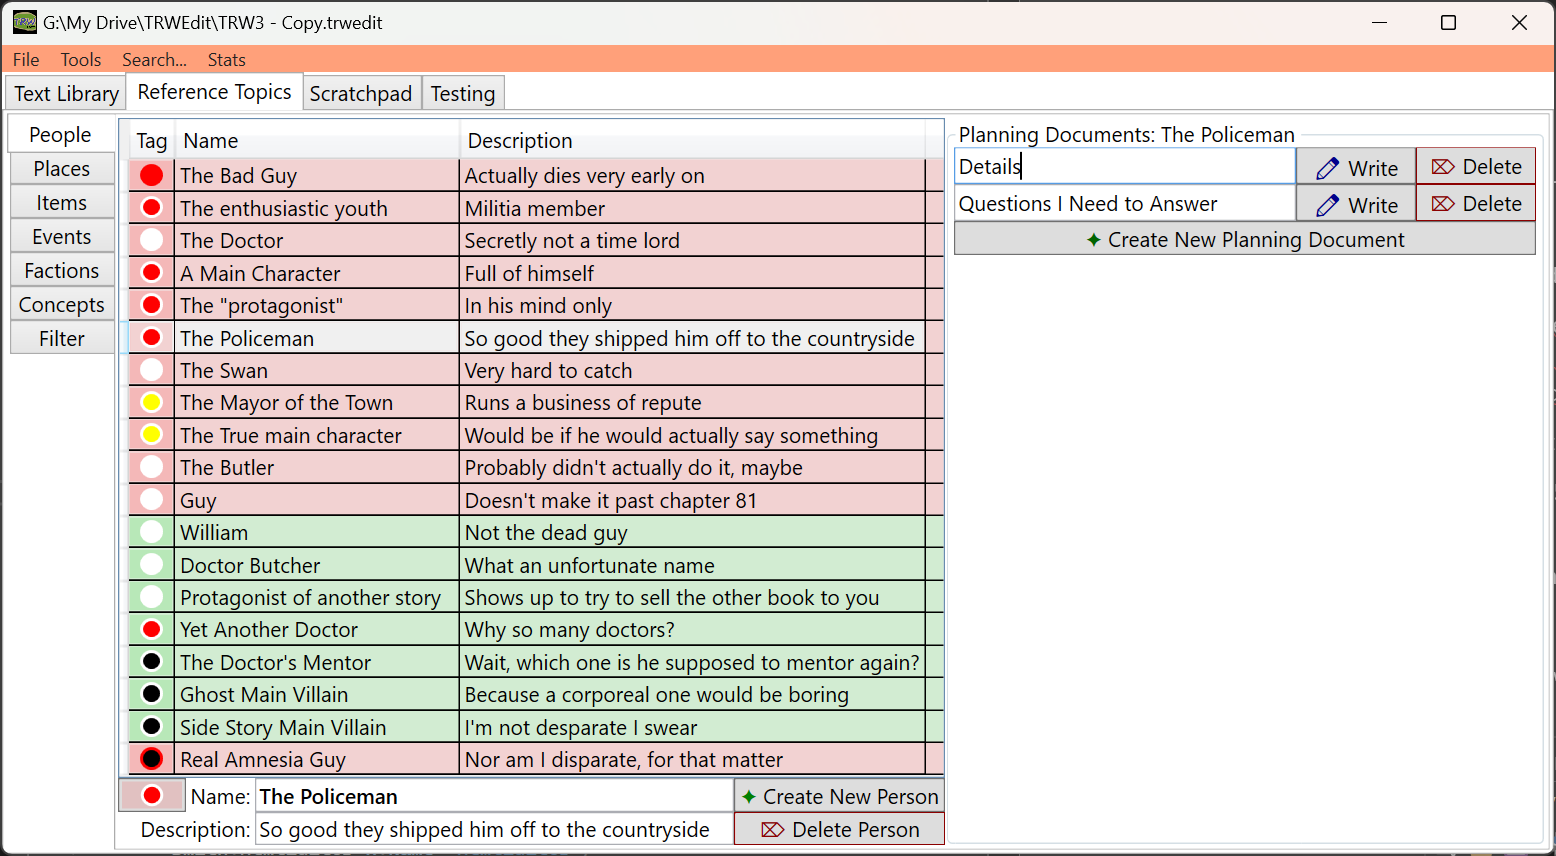 G:\My Drive\TRWEdit\TRW3 - Copy.trwedit
File Tools Search... Stats
Text Library Reference Topics Scratchpad Testing
People
Places
Items
Events
Factions
Concepts
Filter
Tag Name Description
The Bad Guy Actually dies very early on
The enthusiastic youth Militia member
The Doctor Secretly not a time lord
A Main Character Full of himself
The "protagonist" In his mind only
The Policeman So good they shipped him off to the countryside
The Swan Very hard to catch
The Mayor of the Town Runs a business of repute
The True main character Would be if he would actually say something
The Butler Probably didn't actually do it, maybe
Guy Doesn't make it past chapter 81
William Not the dead guy
Doctor Butcher What an unfortunate name
Protagonist of another story Shows up to try to sell the other book to you
Yet Another Doctor Why so many doctors?
The Doctor's Mentor Wait, which one is he supposed to mentor again?
Ghost Main Villain Because a corporeal one would be boring
Side Story Main Villain I'm not desparate I swear
Real Amnesia Guy Nor am I disparate, for that matter
Name: The Policeman Create New Person
Description: So good they shipped him off to the countryside Delete Person
Planning Documents: The Policeman
Details Write Delete
Questions I Need to Answer Write Delete
Create New Planning Document